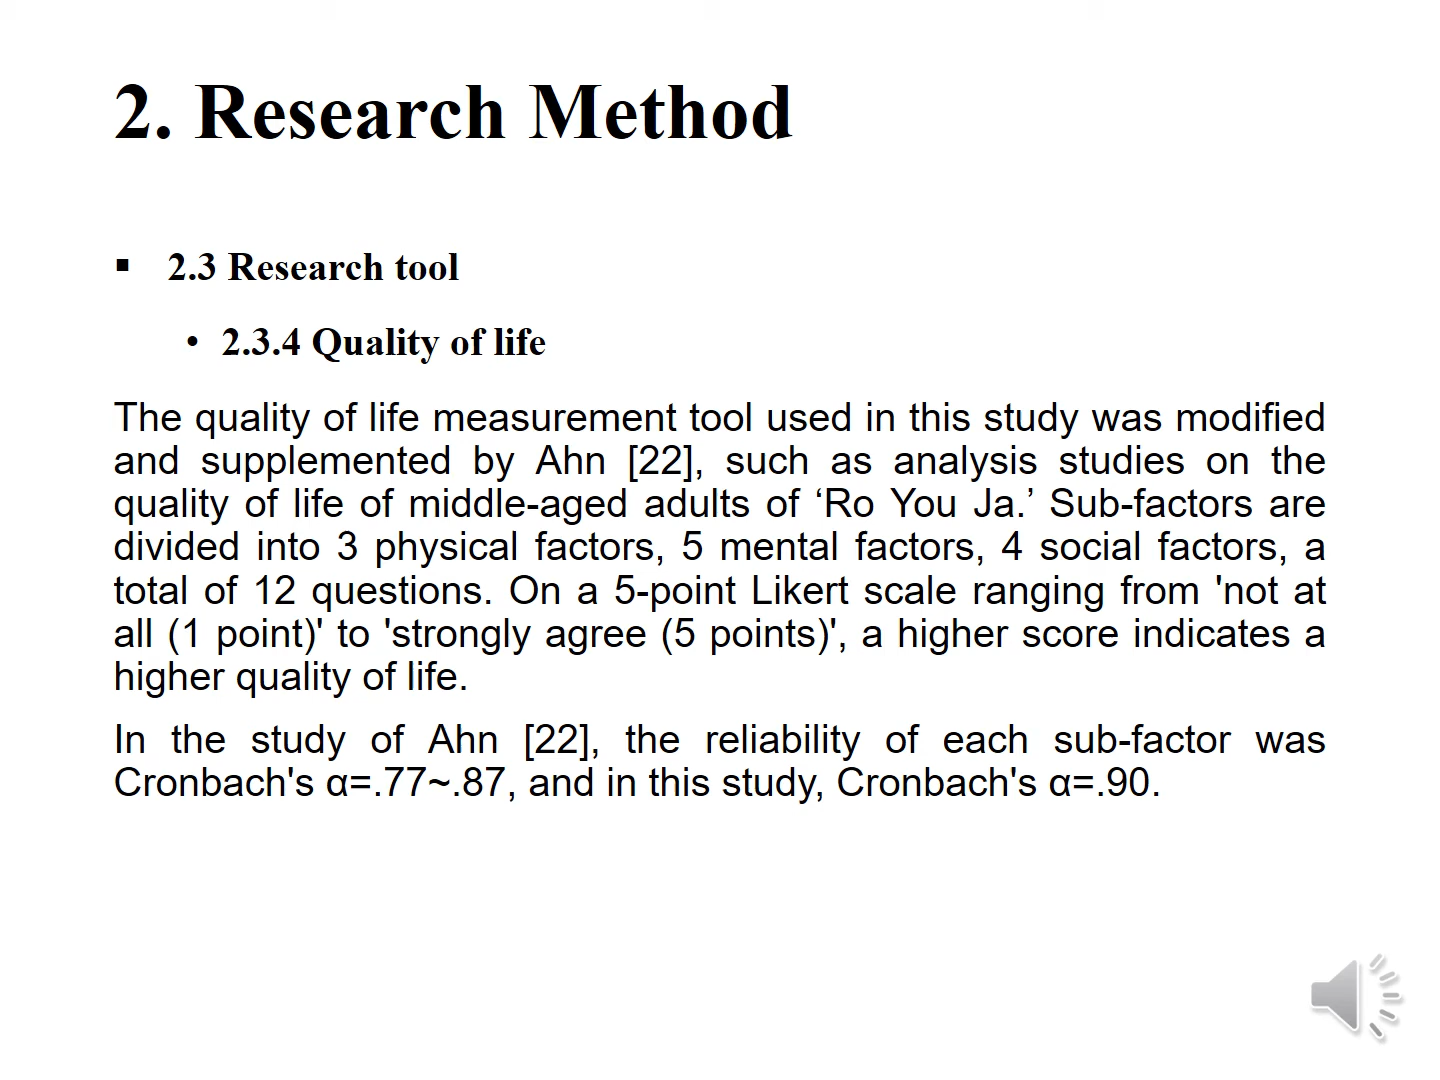 2. Research Method
▪ 2.3 Research tool
• 2.3.4 Quality of life
The quality of life measurement tool used in this study was modified
and supplemented by Ahn [22], such as analysis studies on the
quality of life of middle-aged adults of ‘Ro You Ja.’ Sub-factors are
divided into 3 physical factors, 5 mental factors, 4 social factors, a
total of 12 questions. On a 5-point Likert scale ranging from 'not at
all (1 point)' to 'strongly agree (5 points)', a higher score indicates a
higher quality of life.
In the study of Ahn [22], the reliability of each sub-factor was
Cronbach's α=.77~.87, and in this study, Cronbach's α=.90.